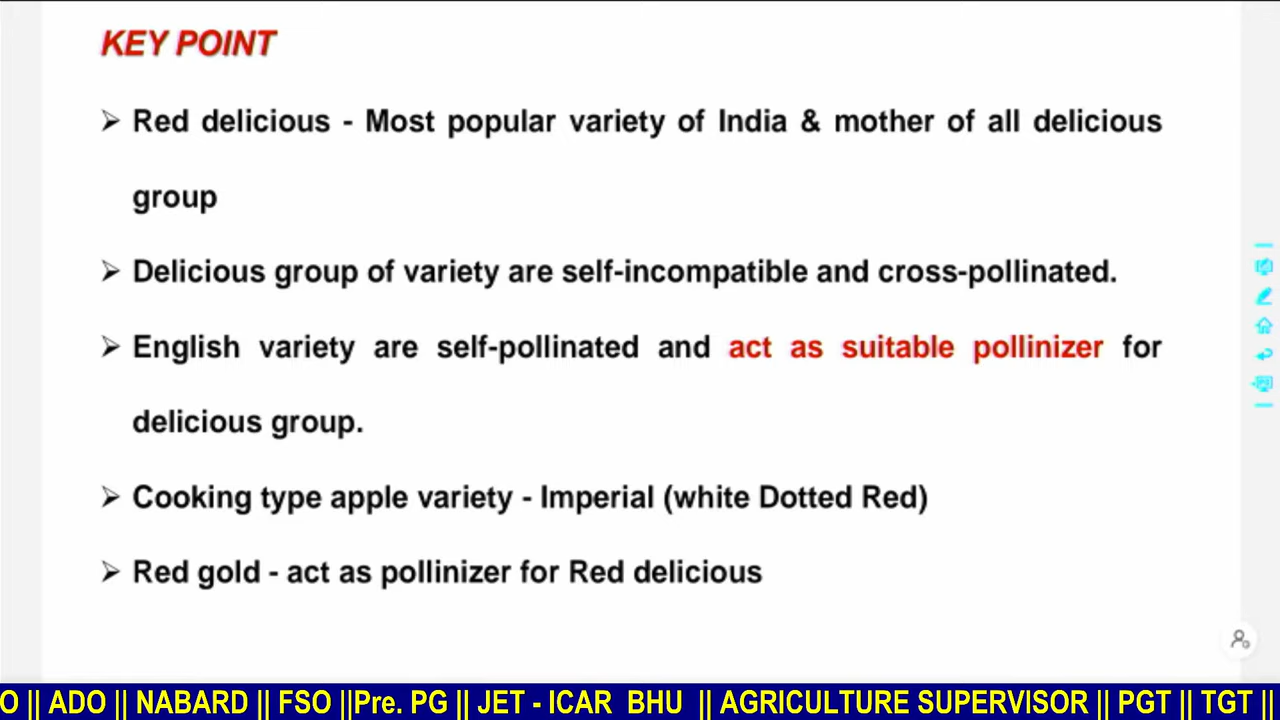 KEY POINT
➢ Red delicious - Most popular variety of India & mother of all delicious
group
➢ Delicious group of variety are self-incompatible and cross-pollinated.
➢ English variety are self-pollinated and act as suitable pollinizer for
delicious group.
➢ Cooking type apple variety - Imperial (white Dotted Red)
➢ Red gold - act as pollinizer for Red delicious
O || ADO || NABARD || FSO ||Pre. PG || JET - ICAR BHU || AGRICULTURE SUPERVISOR || PGT || TGT ||